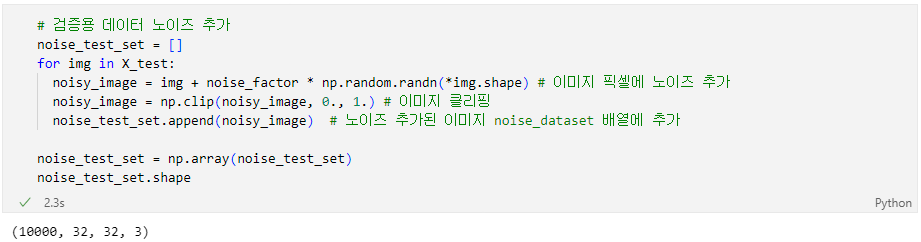 # 검증용 데이터 노이즈 추가
noise_test_set = []
for img in X_test:
  noisy_image = img + noise_factor * np.random.randn(*img.shape) # 이미지 픽셀에 노이즈 추가
  noisy_image = np.clip(noisy_image, 0., 1.) # 이미지 클리핑
  noise_test_set.append(noisy_image)  # 노이즈 추가된 이미지 noise_dataset 배열에 추가

noise_test_set = np.array(noise_test_set)
noise_test_set.shape
✓ 2.3s Python
(10000, 32, 32, 3)